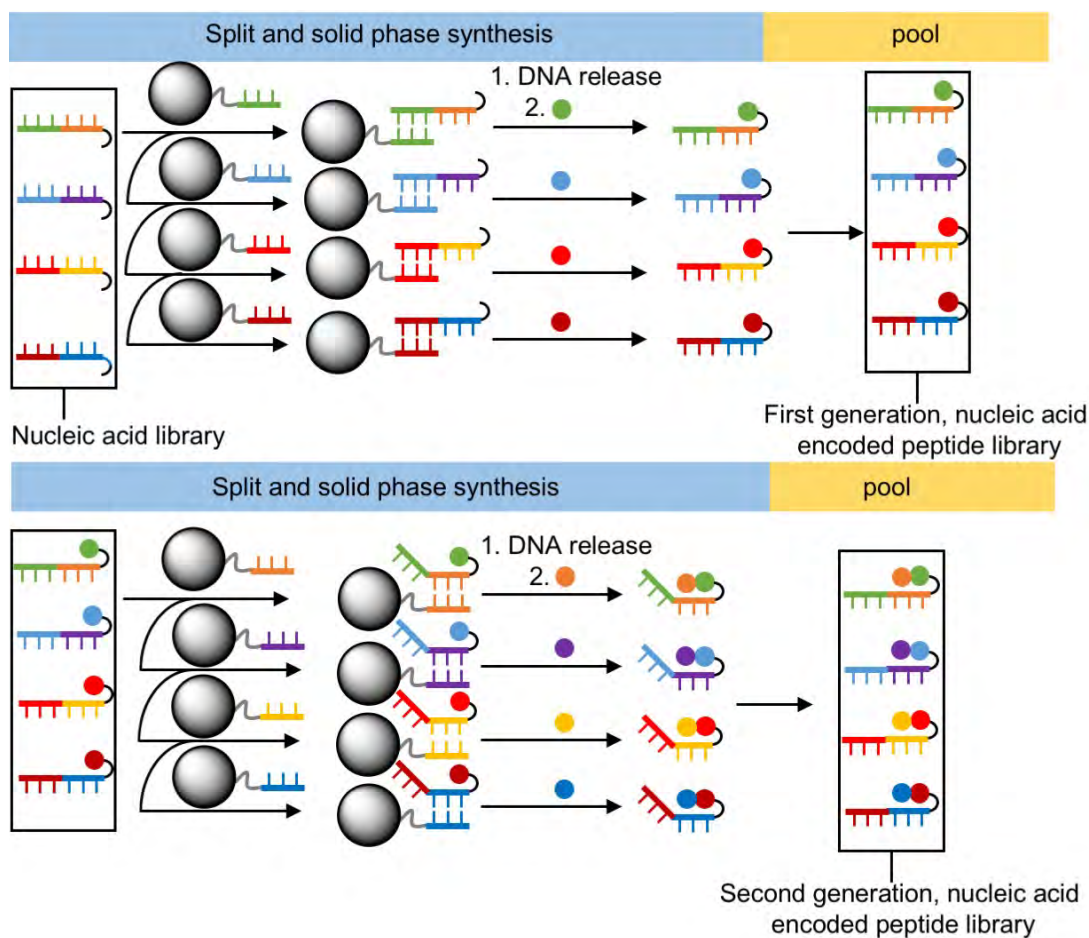 Split and solid phase synthesis
pool
1. DNA release
2.
Nucleic acid library
First generation, nucleic acid
encoded peptide library
Split and solid phase synthesis
pool
1. DNA release
2.
Second generation, nucleic acid
encoded peptide library